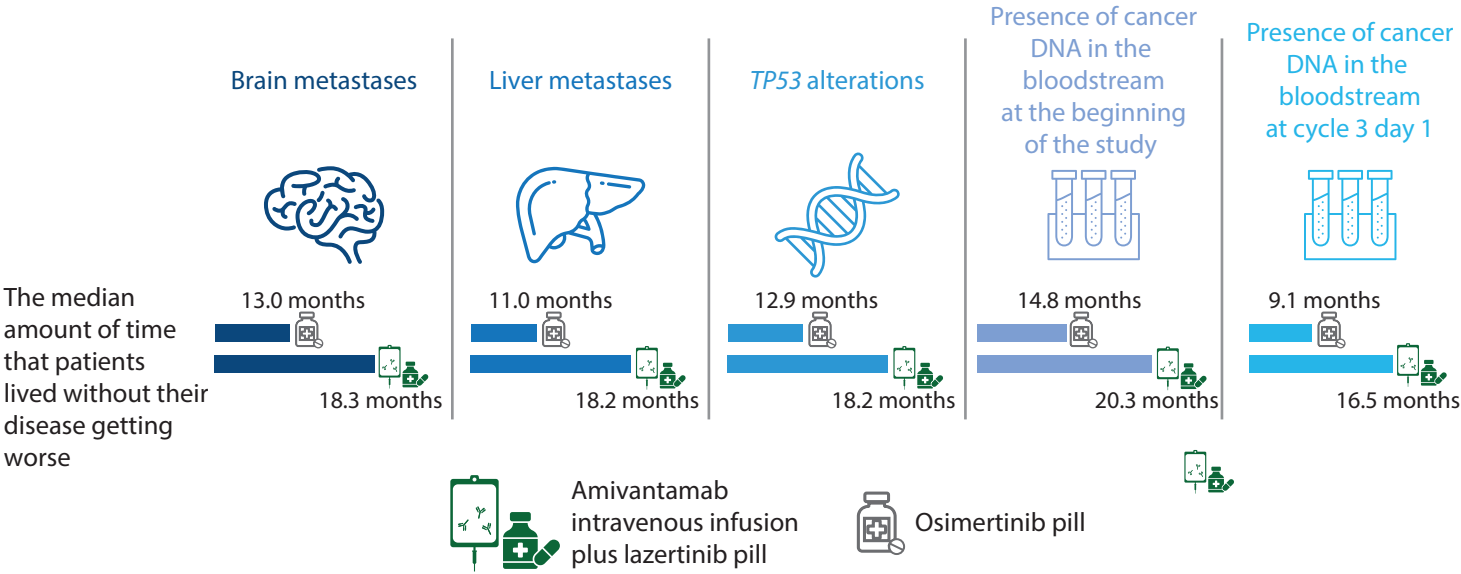 Brain metastases
Liver metastases
TP53 alterations
Presence of cancer
DNA in the
bloodstream
at the beginning
of the study
Presence of cancer
DNA in the
bloodstream
at cycle 3 day 1
The median
amount of time
that patients
lived without their
disease getting
worse
13.0 months
18.3 months
11.0 months
18.2 months
12.9 months
18.2 months
14.8 months
20.3 months
9.1 months
16.5 months
Amivantamab
intravenous infusion
plus lazertinib pill
Osimertinib pill